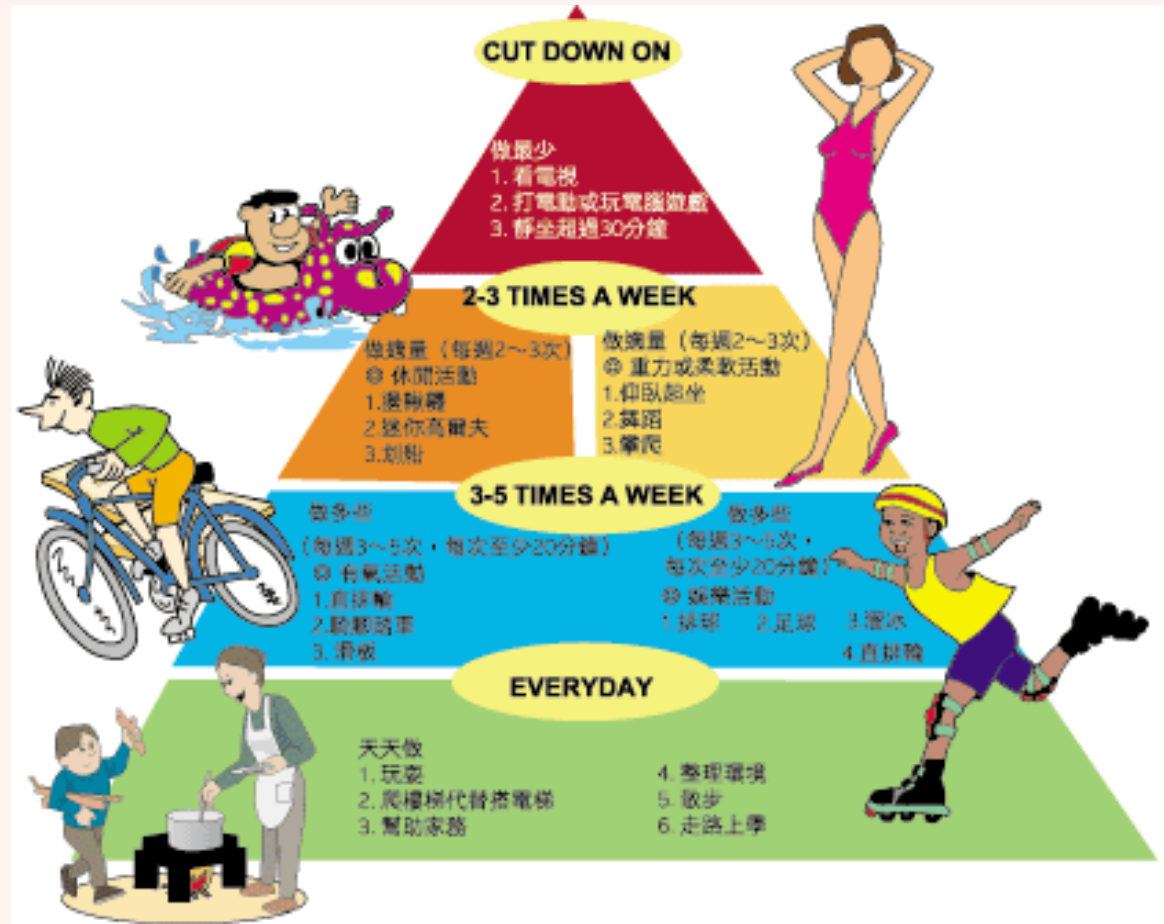 CUT DOWN ON
做最少
1. 看電視
2. 打電動或玩電腦遊戲
3. 靜坐超過30分鐘
2-3 TIMES A WEEK
做適量（每週2～3次）
◎ 休閒活動
1.盪鞦韆
2.迷你高爾夫
3.划船
做適量（每週2～3次）
◎ 重力或柔軟活動
1.仰臥起坐
2.舞蹈
3.攀爬
3-5 TIMES A WEEK
做多些
（每週3～5次，每次至少20分鐘）
◎ 有氧活動
1.直排輪
2.騎腳踏車
3. 滑板
做多些
（每週3～5次，
每次至少20分鐘）
◎ 娛樂活動
1.排球 2.足球 3.溜冰
4.直排輪
EVERYDAY
天天做
1. 玩耍
2. 爬樓梯代替搭電梯
3. 幫助家務
4. 整理環境
5. 散步
6. 走路上學